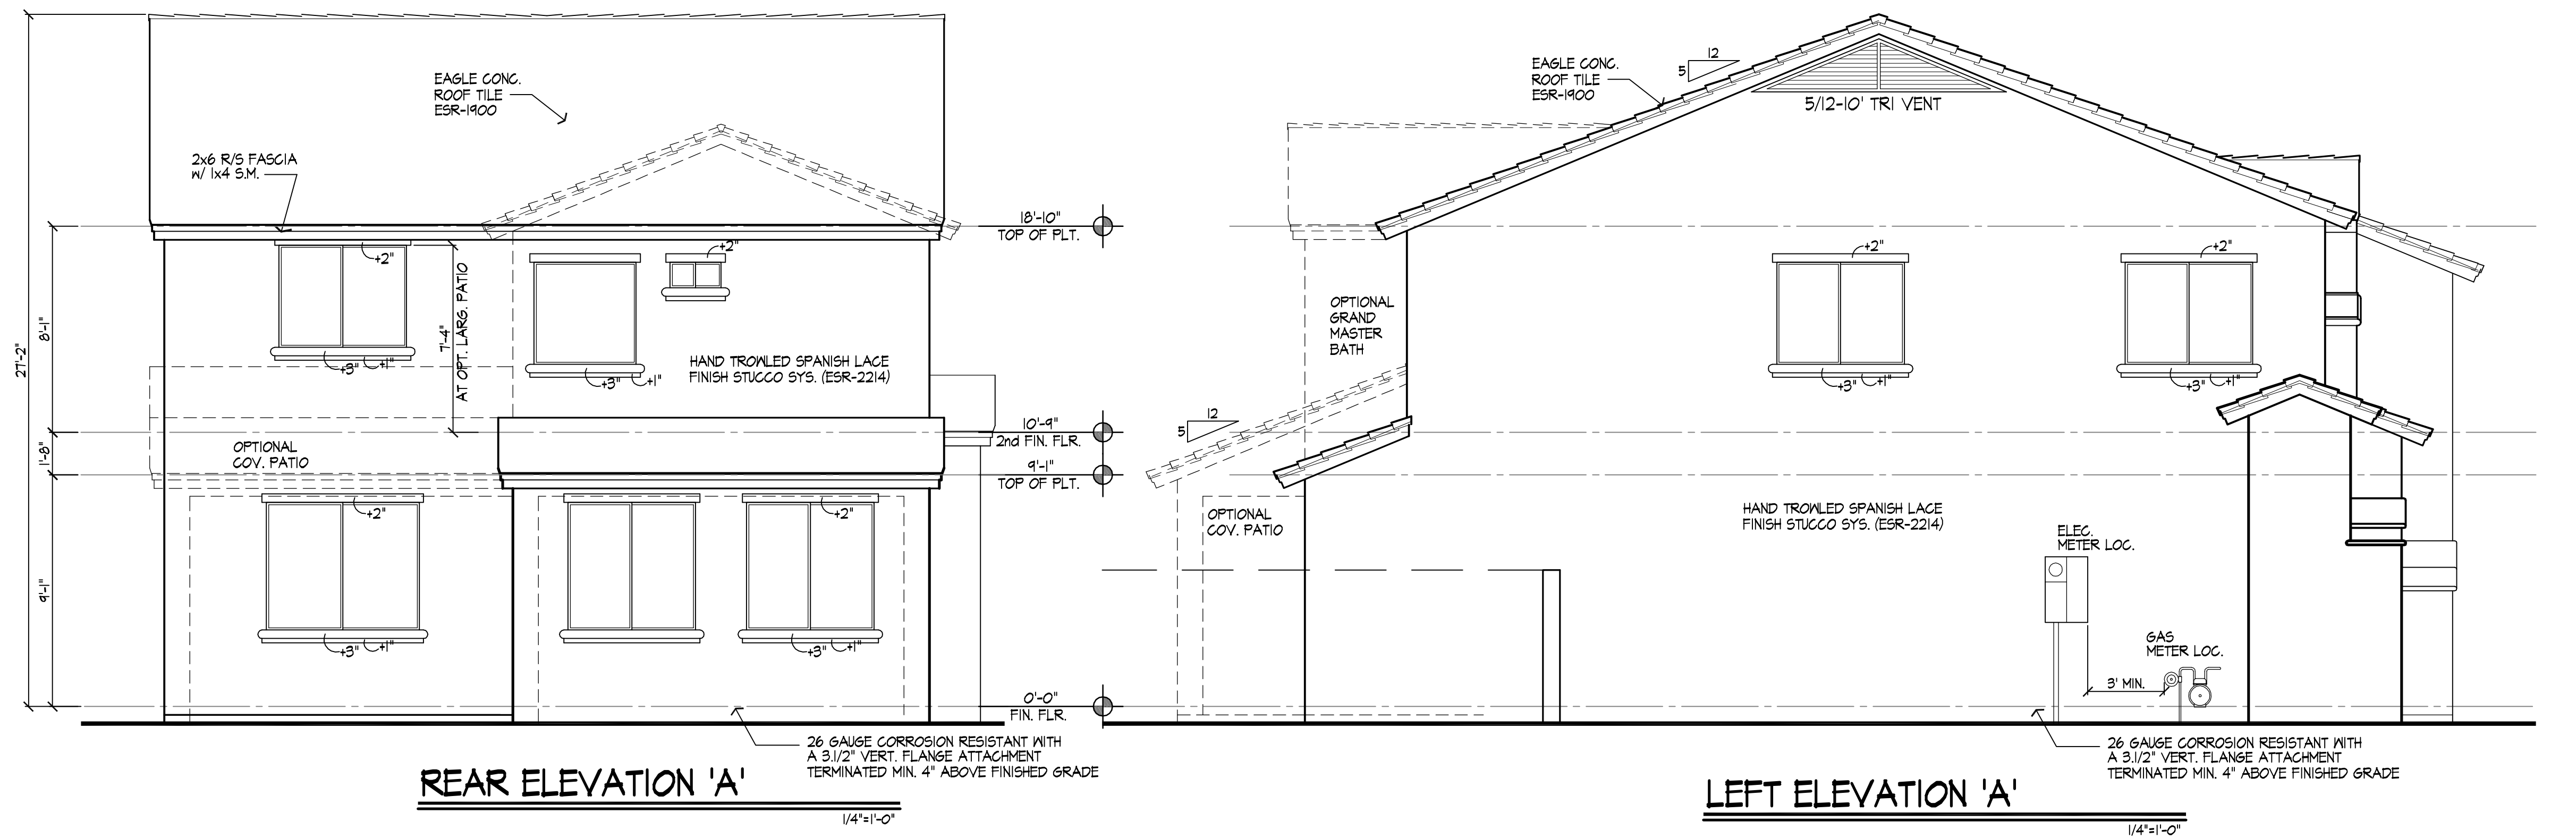 EAGLE CONC.
ROOF TILE
ESR-1900
2x6 R/S FASCIA
w/ 1x4 S.M.
27'-2"
8'-1"
1'-8"
9'-1"
+2"
+3"
+1"
7'-4"
AT OPT. LARG. PATIO
+2"
+3"
+1"
HAND TROWLED SPANISH LACE
FINISH STUCCO SYS. (ESR-2214)
OPTIONAL
COV. PATIO
+2"
+3"
+1"
+2"
+3"
+1"
18'-10"
TOP OF PLT.
10'-9"
2nd FIN. FLR.
9'-1"
TOP OF PLT.
0'-0"
FIN. FLR.
26 GAUGE CORROSION RESISTANT WITH
A 3.1/2" VERT. FLANGE ATTACHMENT
TERMINATED MIN. 4" ABOVE FINISHED GRADE
REAR ELEVATION 'A'
1/4"=1'-0"
EAGLE CONC.
ROOF TILE
ESR-1900
12
5
5/12-10' TRI VENT
OPTIONAL
GRAND
MASTER
BATH
+2"
+3"
+1"
+2"
+3"
+1"
12
5
OPTIONAL
COV. PATIO
HAND TROWLED SPANISH LACE
FINISH STUCCO SYS. (ESR-2214)
ELEC.
METER LOC.
GAS
METER LOC.
3' MIN.
26 GAUGE CORROSION RESISTANT WITH
A 3.1/2" VERT. FLANGE ATTACHMENT
TERMINATED MIN. 4" ABOVE FINISHED GRADE
LEFT ELEVATION 'A'
1/4"=1'-0"